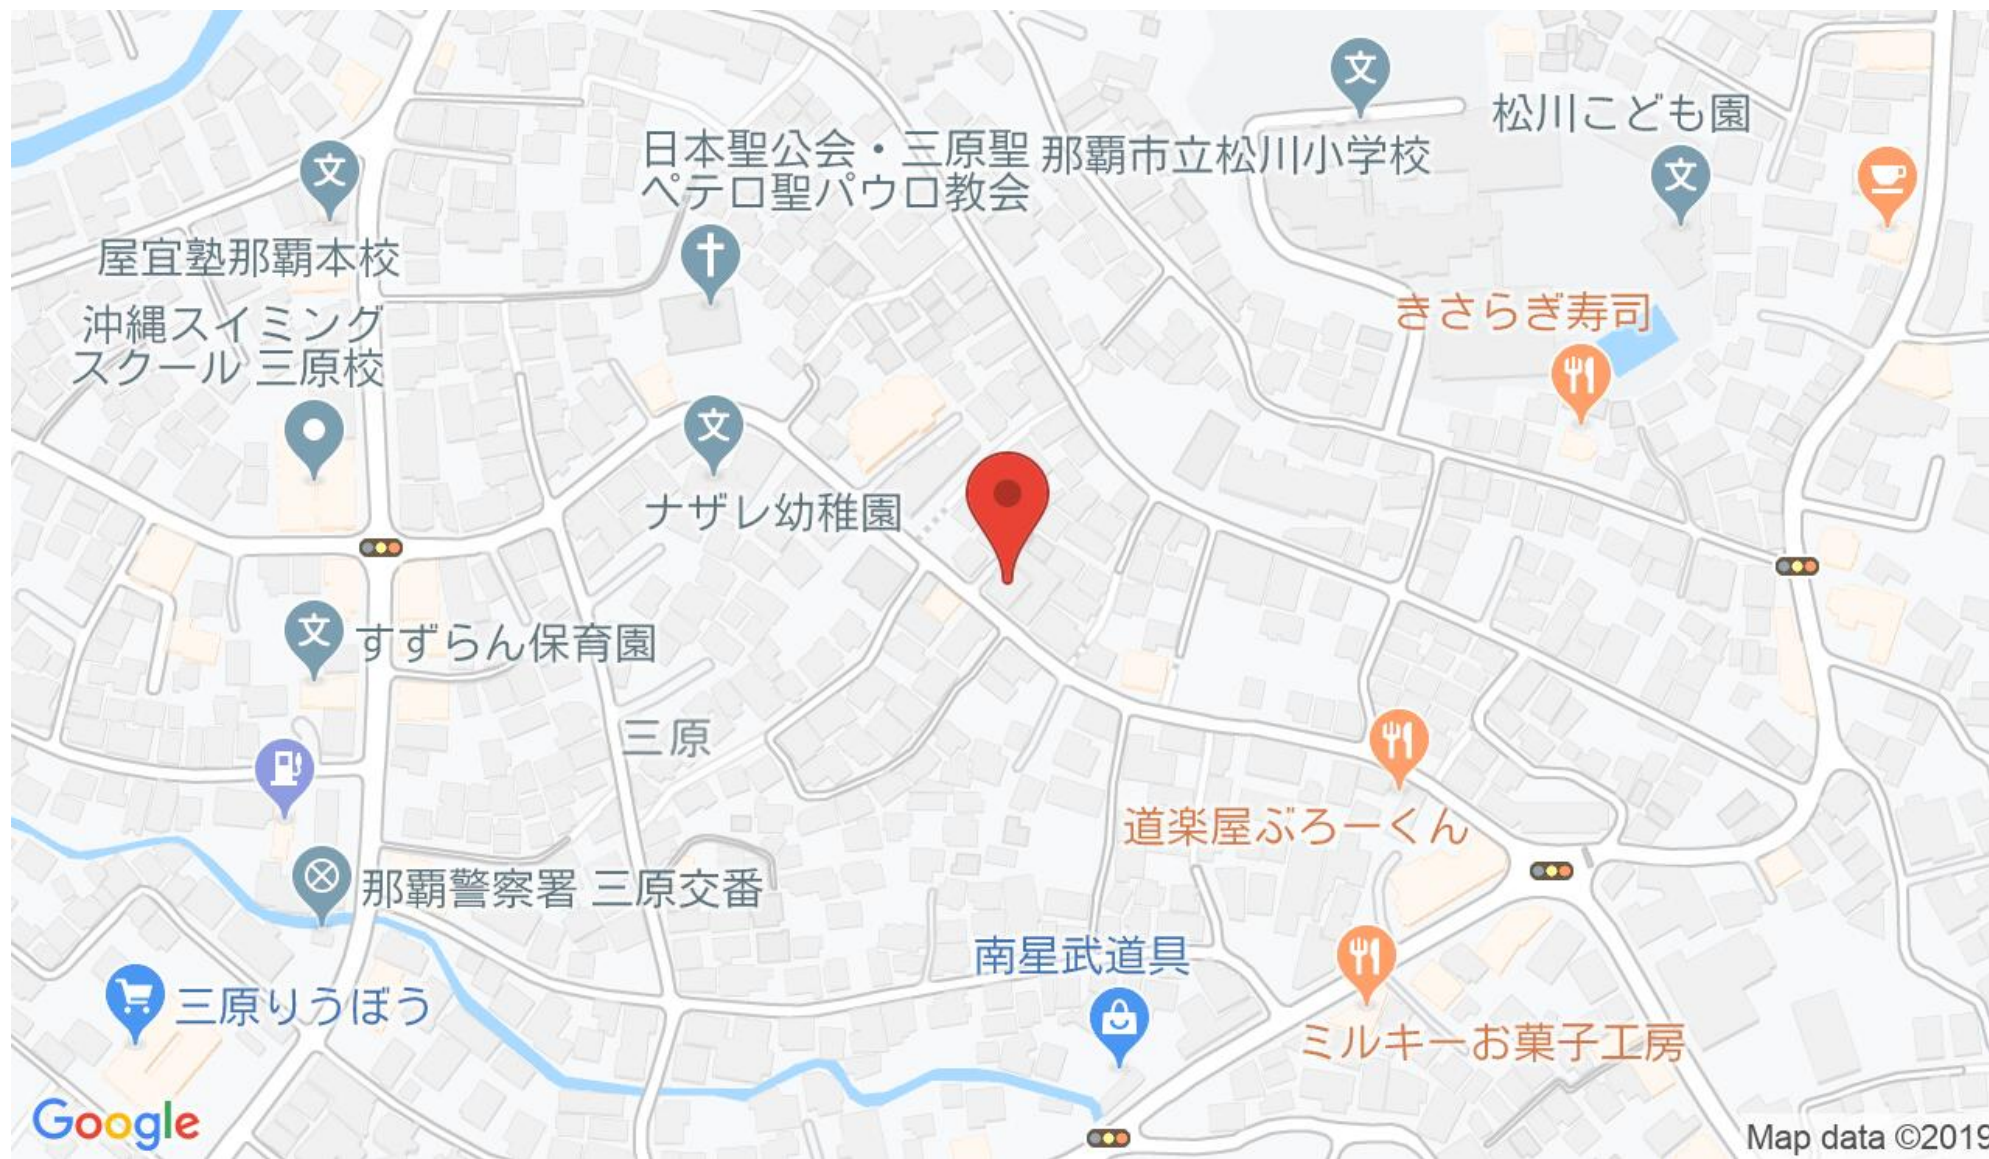 文
松川こども園
日本聖公会・三原聖
ペテロ聖パウロ教会
那覇市立松川小学校
文
文
屋宜塾那覇本校
沖縄スイミング
スクール 三原校
きさらぎ寿司
文
ナザレ幼稚園
文
すずらん保育園
三原
道楽屋ぶろーくん
那覇警察署 三原交番
南星武道具
三原りうぼう
ミルキーお菓子工房
Google
Map data ©2019